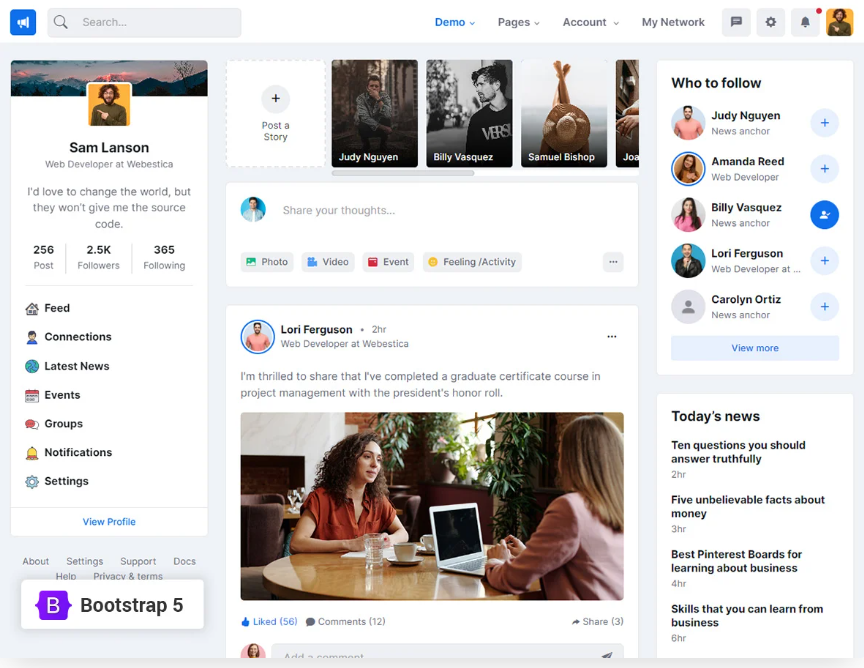 Search...
Demo
Pages
Account
My Network
Sam Lanson
Web Developer at Webestica
I'd love to change the world, but
they won't give me the source
code.
256
2.5K
365
Post
Followers
Following
Feed
Connections
Latest News
Events
Groups
Notifications
Settings
View Profile
About
Settings
Support
Docs
Help
Privacy & terms
B
Bootstrap 5
Post a
Story
Judy Nguyen
VERS
Billy Vasquez
Samuel Bishop
Joa
Share your thoughts...
Photo
Video
Event
Feeling /Activity
Lori Ferguson • 2hr
Web Developer at Webestica
I'm thrilled to share that I've completed a graduate certificate course in
project management with the president's honor roll.
Liked (56)
Comments (12)
Share (3)
Add a comment...
Who to follow
Judy Nguyen
News anchor
Amanda Reed
Web Developer
Billy Vasquez
News anchor
Lori Ferguson
Web Developer at ...
Carolyn Ortiz
News anchor
View more
Today's news
Ten questions you should
answer truthfully
2hr
Five unbelievable facts about
money
3hr
Best Pinterest Boards for
learning about business
4hr
Skills that you can learn from
business
6hr